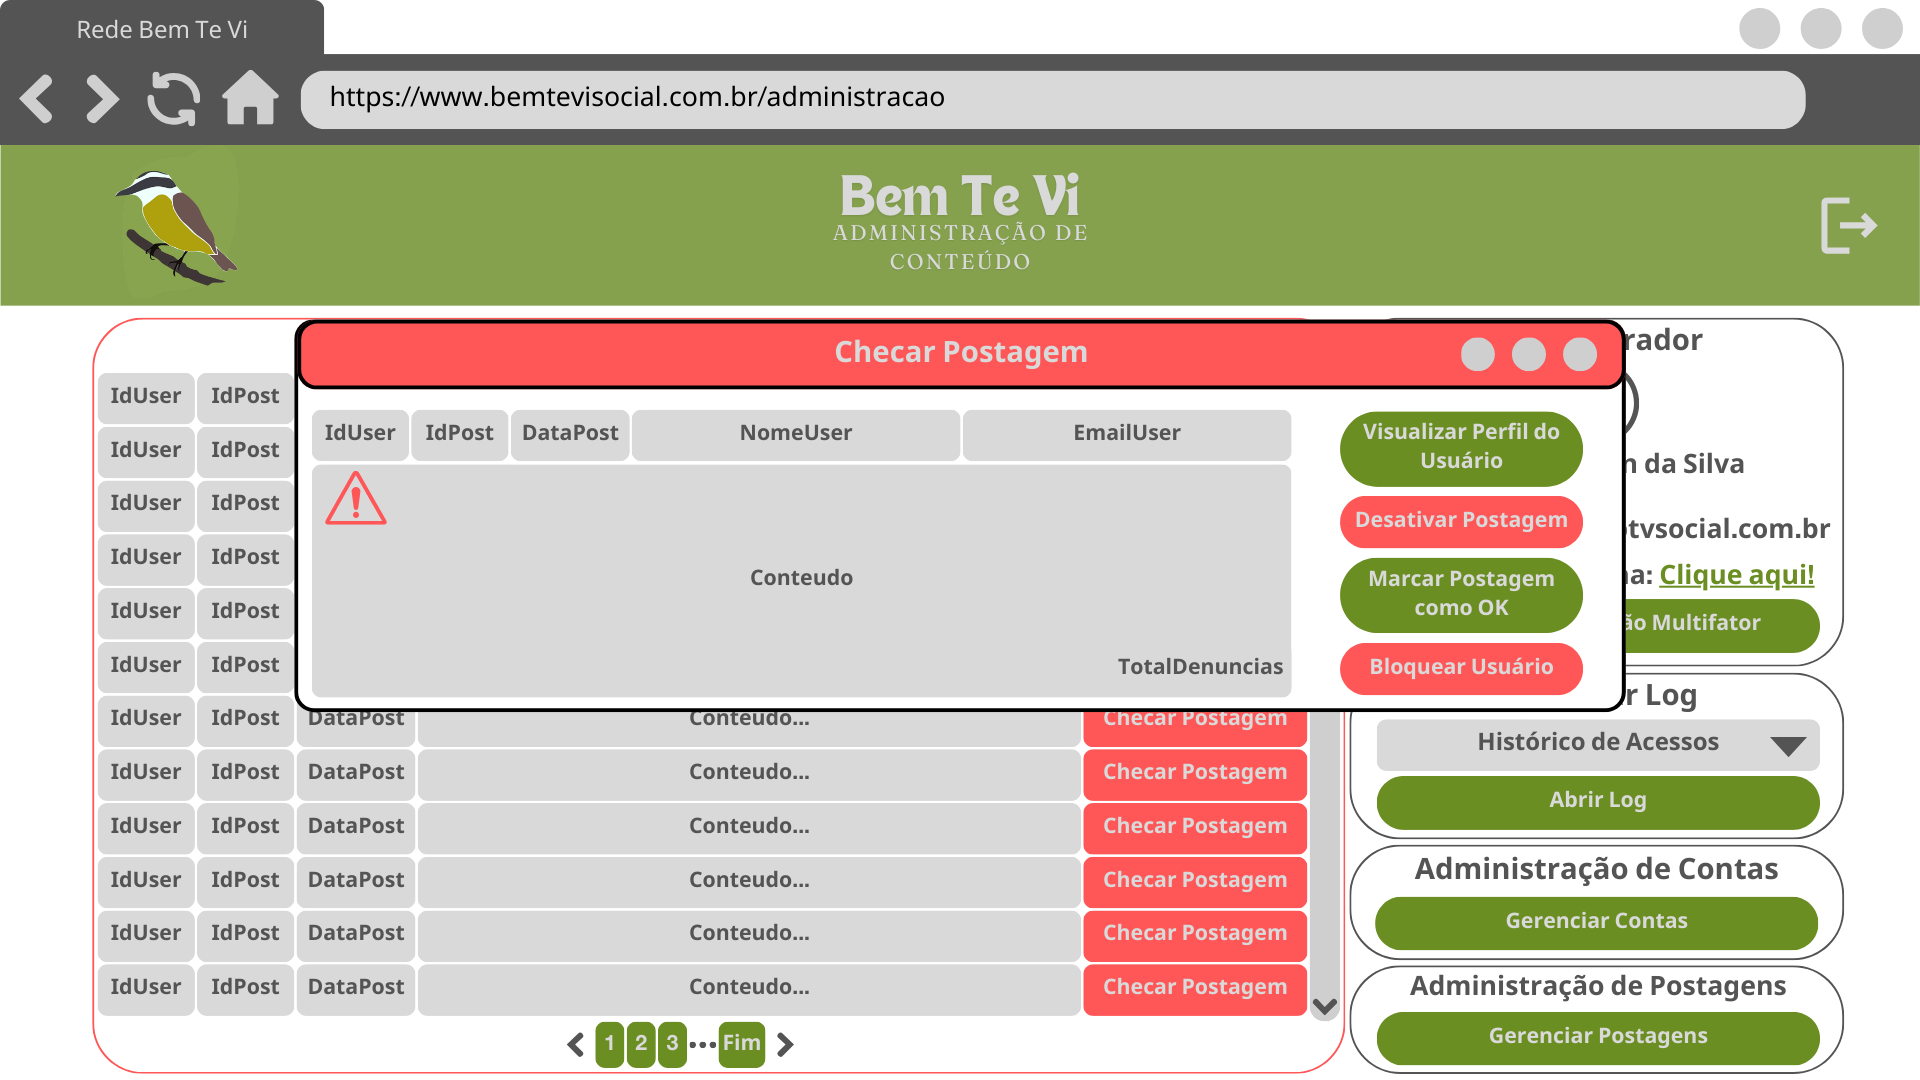 Rede Bem Te Vi
https://www.bemtevisocial.com.br/administracao
Bem Te Vi
ADMINISTRAÇÃO DE
CONTEÚDO
Checar Postagem
IdUser IdPost DataPost NomeUser EmailUser
Conteudo
TotalDenuncias
Visualizar Perfil do
Usuário
Desativar Postagem
Marcar Postagem
como OK
Bloquear Usuário
IdUser IdPost
IdUser IdPost
IdUser IdPost
IdUser IdPost
IdUser IdPost
IdUser IdPost
IdUser IdPost DataPost Conteudo... Checar Postagem
IdUser IdPost DataPost Conteudo... Checar Postagem
IdUser IdPost DataPost Conteudo... Checar Postagem
IdUser IdPost DataPost Conteudo... Checar Postagem
IdUser IdPost DataPost Conteudo... Checar Postagem
IdUser IdPost DataPost Conteudo... Checar Postagem
1 2 3 ... Fim
rador
da Silva
tvsocial.com.br
a: Clique aqui!
ão Multifator
r Log
Histórico de Acessos
Abrir Log
Administração de Contas
Gerenciar Contas
Administração de Postagens
Gerenciar Postagens